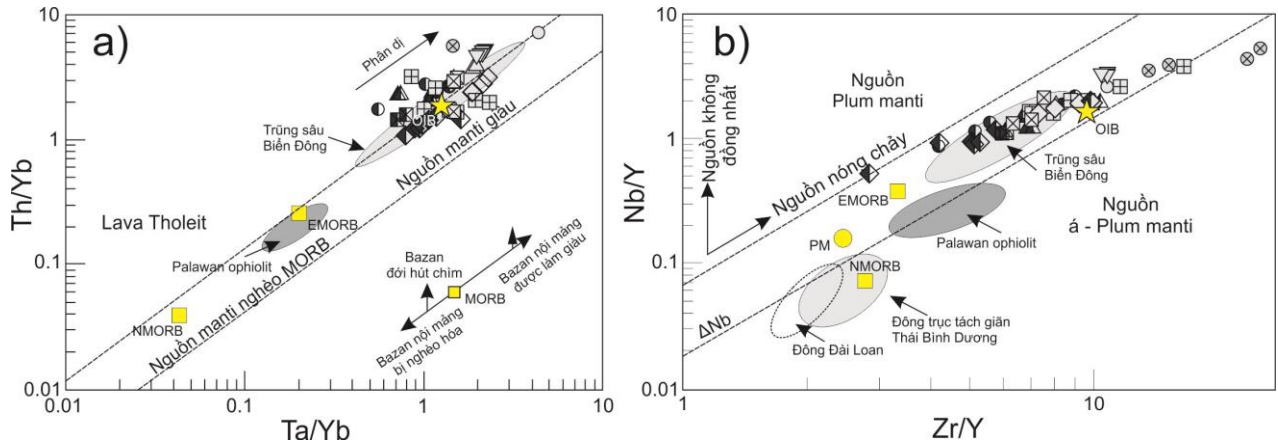 a)
10
1
0.1
0.01
Th/Yb
0.01
0.1
1
10
Ta/Yb
Phân dị
OIB
Trũng sâu
Biển Đông
Nguồn manti giàu
Lava Tholeit
EMORB
Palawan ophiolit
Nguồn manti nghèo MORB
NMORB
Bazan
đới hút chìm
MORB
Bazan nội mảng
được làm giàu
Bazan nội mảng
bị nghèo hóa
b)
10
1
0.1
0.01
Nb/Y
1
10
Zr/Y
Nguồn không
đồng nhất
Nguồn
Plum manti
Nguồn nóng chảy
OIB
Trũng sâu
Biển Đông
EMORB
Nguồn
á - Plum manti
PM
Palawan ophiolit
NMORB
ΔNb
Đông trục tách giãn
Thái Bình Dương
Đông Đài Loan